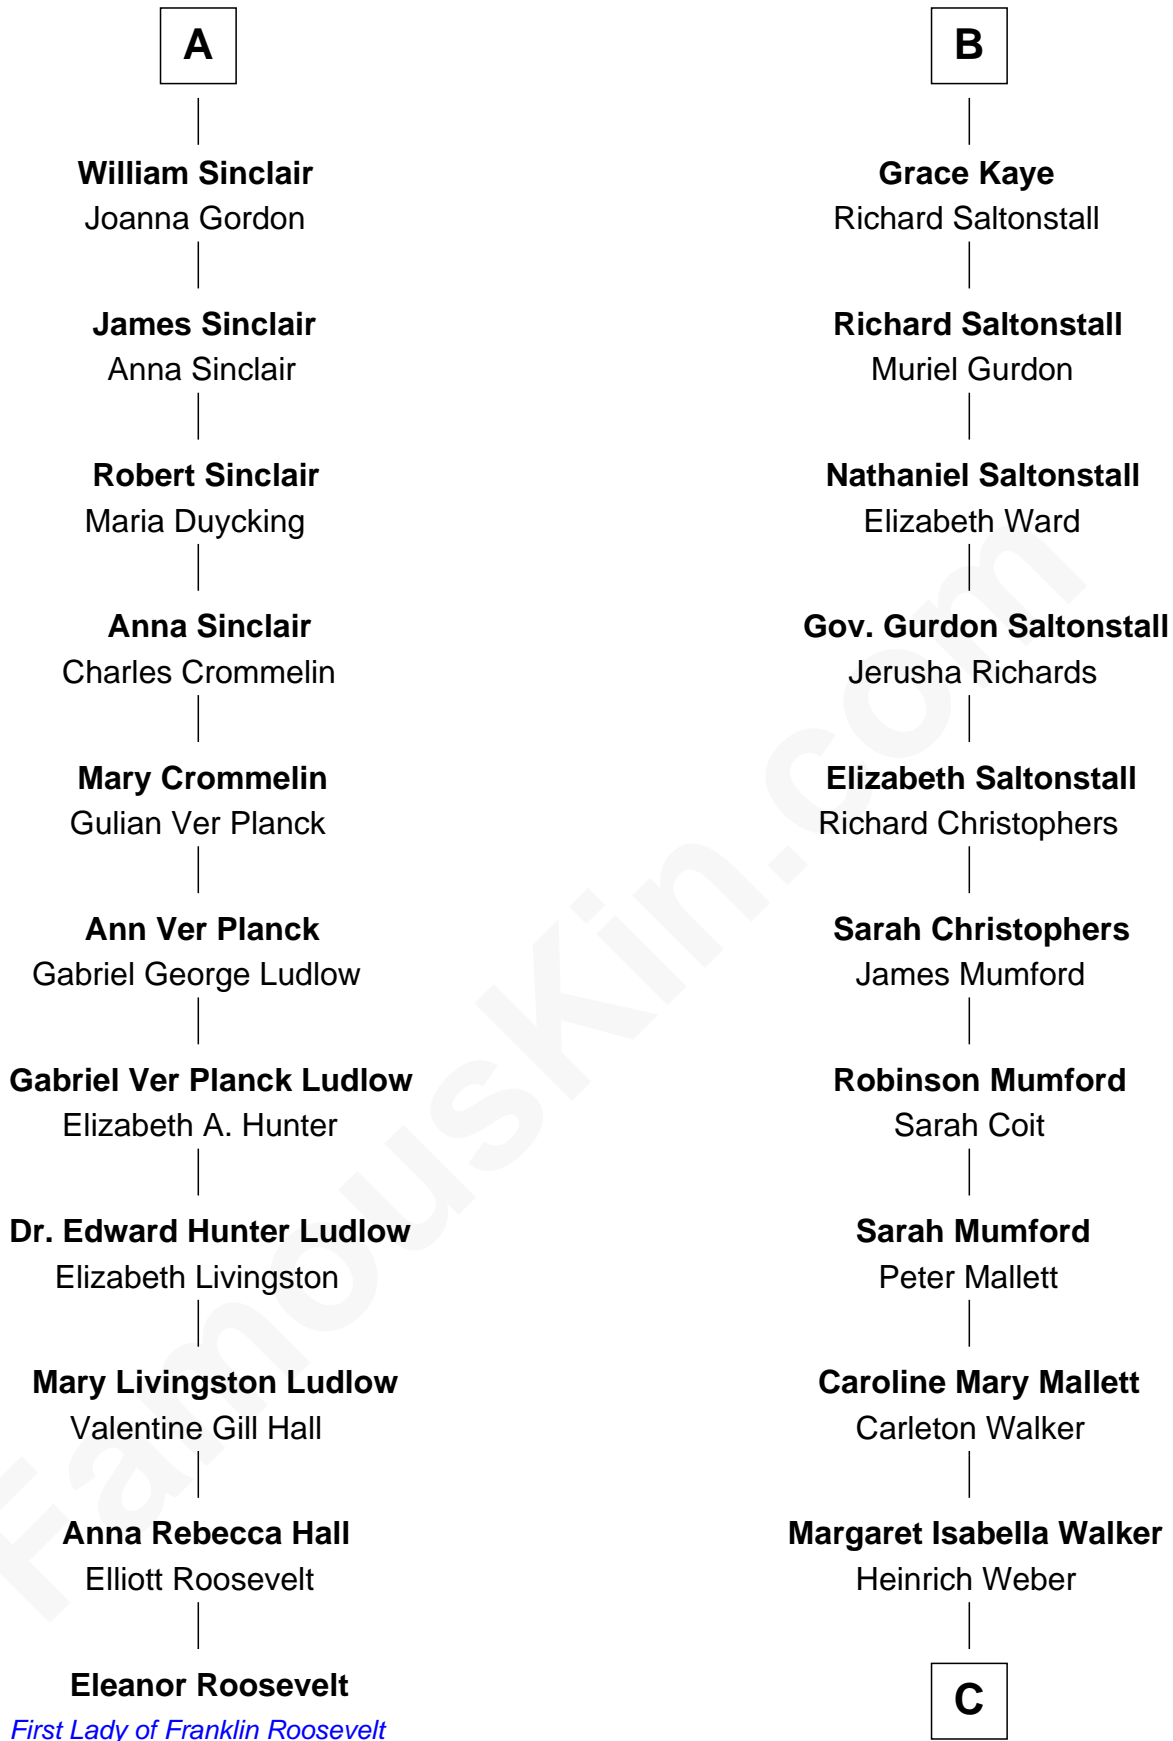 A
William Sinclair
Joanna Gordon
James Sinclair
Anna Sinclair
Robert Sinclair
Maria Duycking
Anna Sinclair
Charles Crommelin
Mary Crommelin
Gulian Ver Planck
Ann Ver Planck
Gabriel George Ludlow
Gabriel Ver Planck Ludlow
Elizabeth A. Hunter
Dr. Edward Hunter Ludlow
Elizabeth Livingston
Mary Livingston Ludlow
Valentine Gill Hall
Anna Rebecca Hall
Elliott Roosevelt
Eleanor Roosevelt
First Lady of Franklin Roosevelt
B
Grace Kaye
Richard Saltonstall
Richard Saltonstall
Muriel Gurdon
Nathaniel Saltonstall
Elizabeth Ward
Gov. Gurdon Saltonstall
Jerusha Richards
Elizabeth Saltonstall
Richard Christophers
Sarah Christophers
James Mumford
Robinson Mumford
Sarah Coit
Sarah Mumford
Peter Mallett
Caroline Mary Mallett
Carleton Walker
Margaret Isabella Walker
Heinrich Weber
C
FamousKin.com